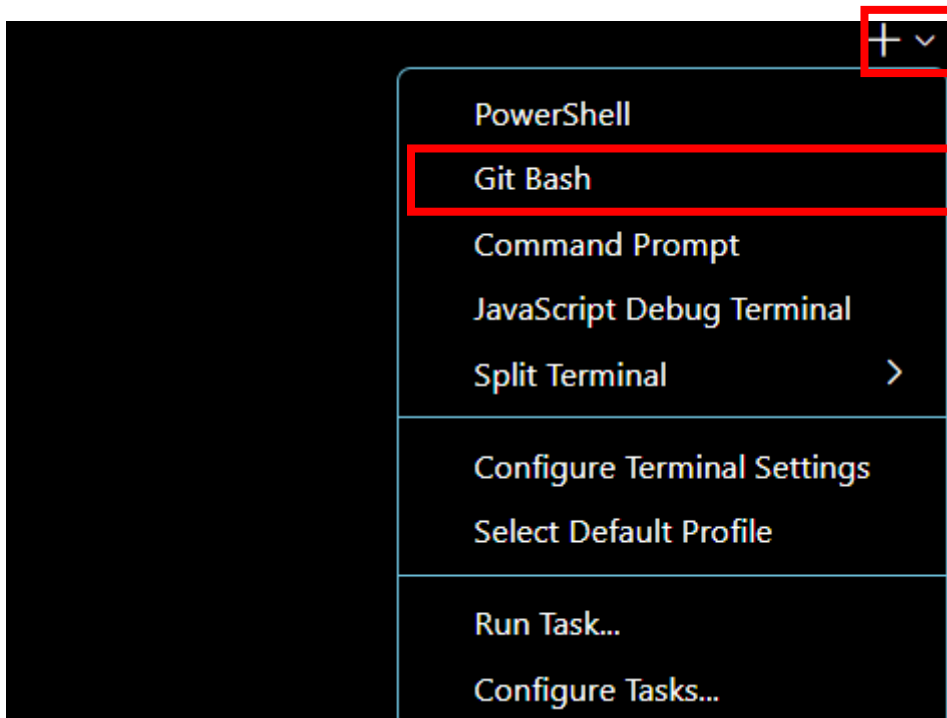 PowerShell
Git Bash
Command Prompt
JavaScript Debug Terminal
Split Terminal
Configure Terminal Settings
Select Default Profile
Run Task...
Configure Tasks...